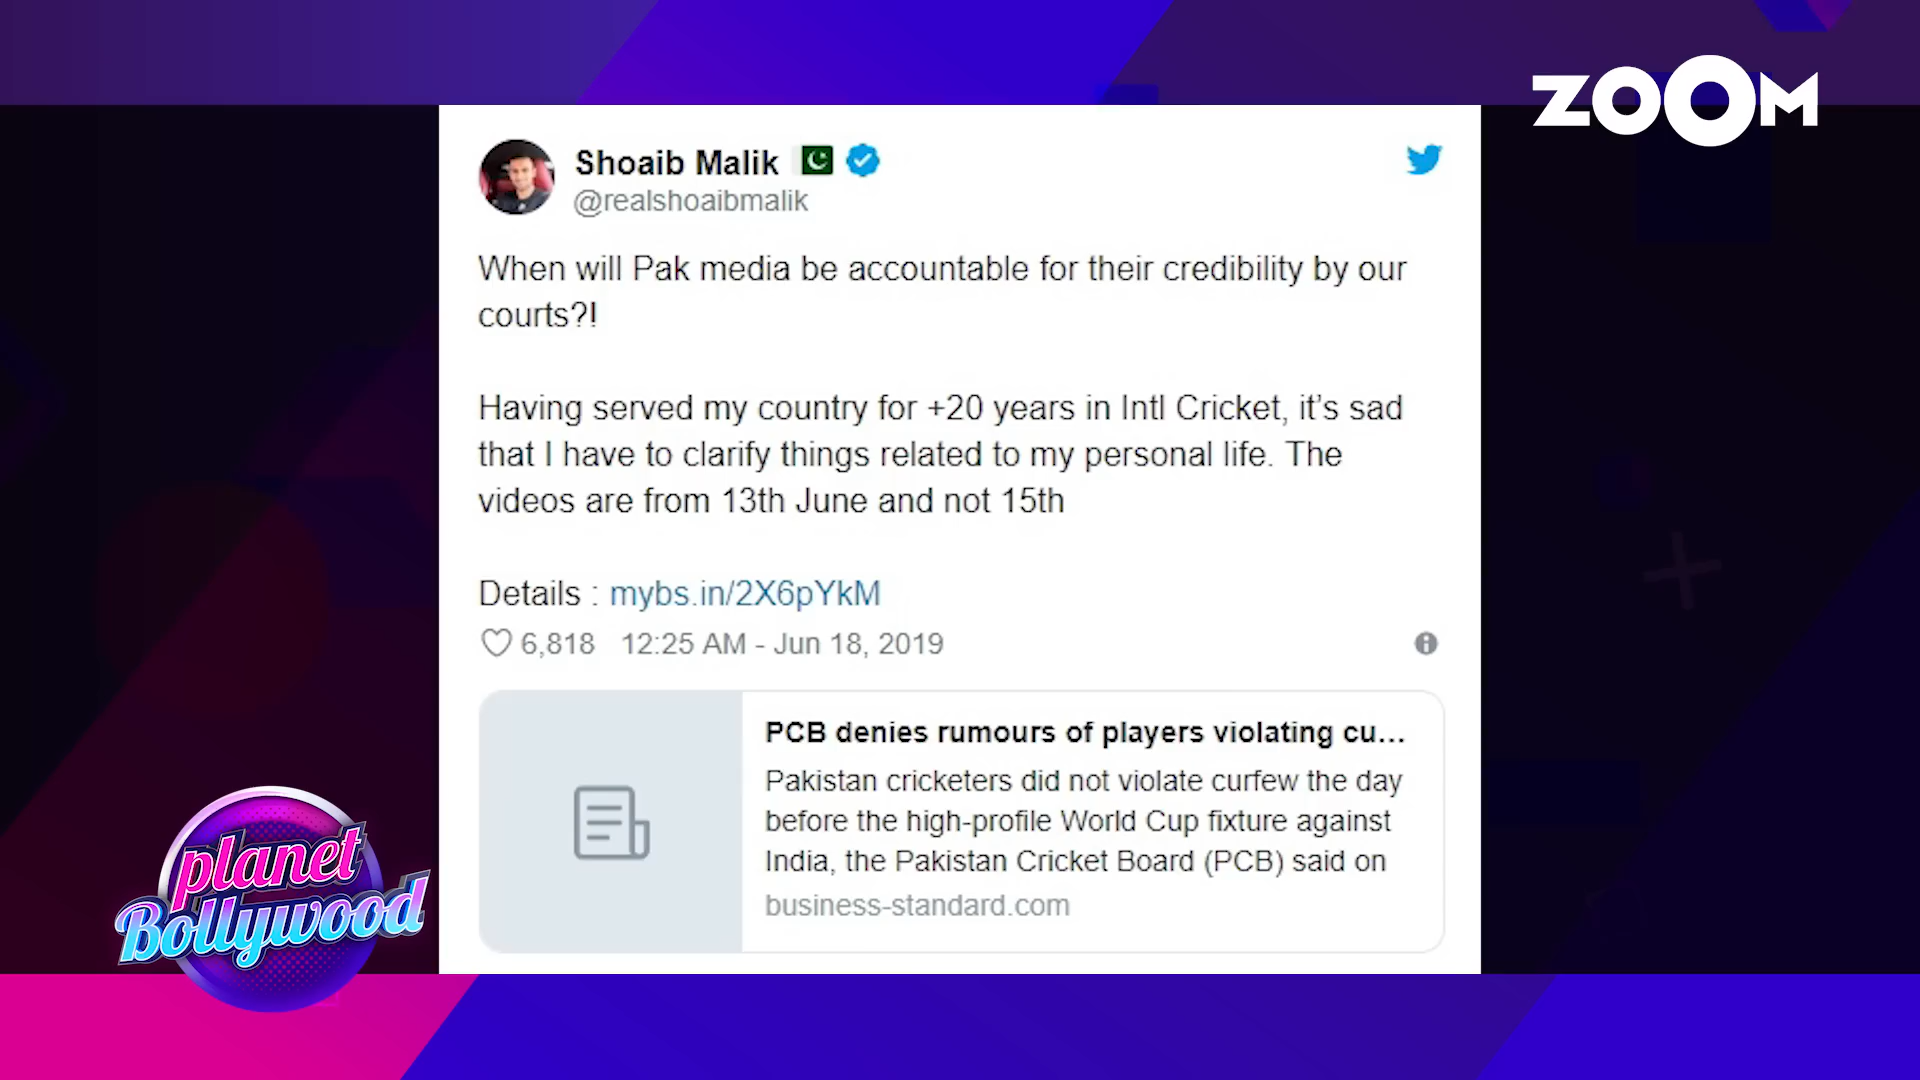 ZOOM
Shoaib Malik
@realshoaibmalik
When will Pak media be accountable for their credibility by our
courts?!
Having served my country for +20 years in Intl Cricket, it's sad
that I have to clarify things related to my personal life. The
videos are from 13th June and not 15th
Details : mybs.in/2X6pYkM
6,818 12:25 AM - Jun 18, 2019
PCB denies rumours of players violating cu...
Pakistan cricketers did not violate curfew the day
before the high-profile World Cup fixture against
India, the Pakistan Cricket Board (PCB) said on
business-standard.com
planet
Bollywood